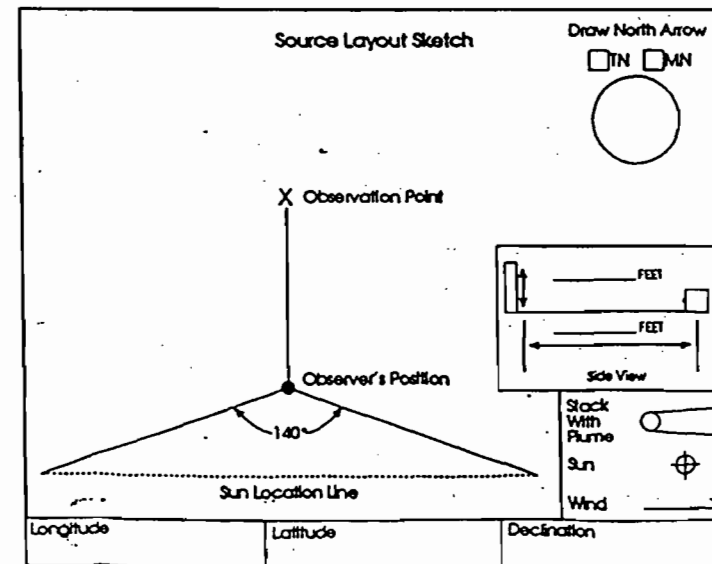 Source Layout Sketch
Draw North Arrow
TN MN
X Observation Point
FEET
FEET
Side View
Observer's Position
140°
Sun Location Line
Stack
With
Plume
Sun
Wind
Longitude
Latitude
Declination